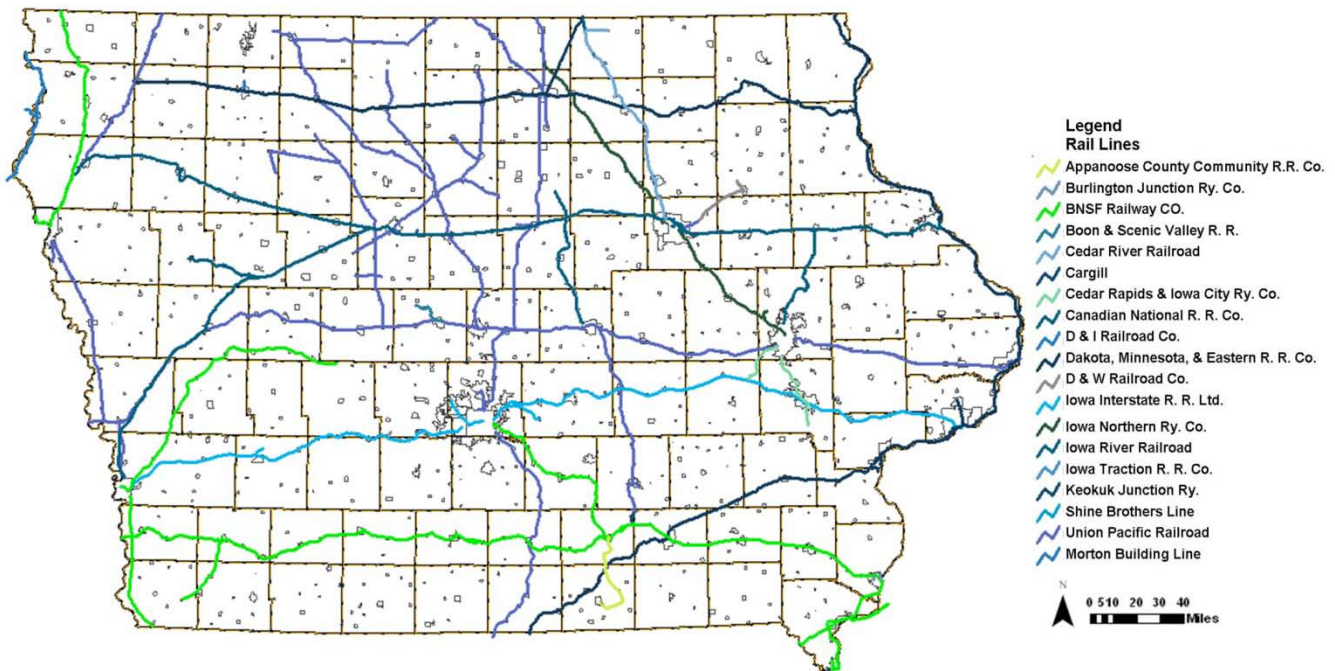 Legend
Rail Lines
Appanoose County Community R.R. Co.
Burlington Junction Ry. Co.
BNSF Railway CO.
Boon & Scenic Valley R. R.
Cedar River Railroad
Cargill
Cedar Rapids & Iowa City Ry. Co.
Canadian National R. R. Co.
D & I Railroad Co.
Dakota, Minnesota, & Eastern R. R. Co.
D & W Railroad Co.
Iowa Interstate R. R. Ltd.
Iowa Northern Ry. Co.
Iowa River Railroad
Iowa Traction R. R. Co.
Keokuk Junction Ry.
Shine Brothers Line
Union Pacific Railroad
Morton Building Line
N
0 5 10 20 30 40
Miles